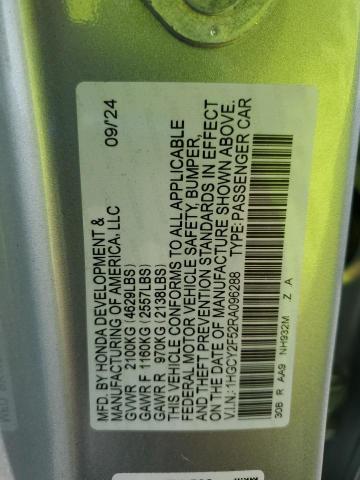 MFD. BY HONDA DEVELOPMENT & 09/24
MANUFACTURING OF AMERICA, LLC
GVWR 2100KG (4629LBS)
GAWR F 1160KG (2557LBS)
GAWR R 970KG (2138LBS)
THIS VEHICLE CONFORMS TO ALL APPLICABLE
FEDERAL MOTOR VEHICLE SAFETY, BUMPER,
AND THEFT PREVENTION STANDARDS IN EFFECT
ON THE DATE OF MANUFACTURE SHOWN ABOVE.
V.I.N.: 1HGCY2F52RA096288 TYPE: PASSENGER CAR
30B R AA9 NH932M Z A